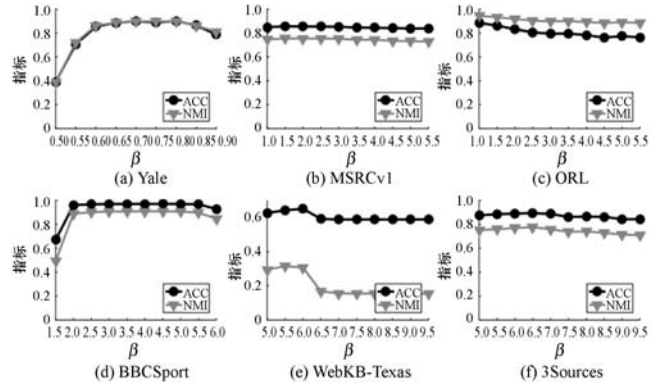 1.0
0.8
0.6
0.4
0.2
0
指标
ACC
NMI
0.50 0.55 0.60 0.65 0.70 0.75 0.80 0.85 0.90
β
(a) Yale
1.0
0.8
0.6
0.4
0.2
0
指标
ACC
NMI
1.0 1.5 2.0 2.5 3.0 3.5 4.0 4.5 5.0 5.5
β
(b) MSRCv1
1.0
0.8
0.6
0.4
0.2
0
指标
ACC
NMI
1.0 1.5 2.0 2.5 3.0 3.5 4.0 4.5 5.0 5.5
β
(c) ORL
1.0
0.8
0.6
0.4
0.2
0
指标
ACC
NMI
1.5 2.0 2.5 3.0 3.5 4.0 4.5 5.0 5.5 6.0
β
(d) BBCSport
0.6
0.4
0.2
0
指标
ACC
NMI
5.0 5.5 6.0 6.5 7.0 7.5 8.0 8.5 9.0 9.5
β
(e) WebKB-Texas
1.0
0.8
0.6
0.4
0.2
0
指标
ACC
NMI
5.0 5.5 6.0 6.5 7.0 7.5 8.0 8.5 9.0 9.5
β
(f) 3Sources